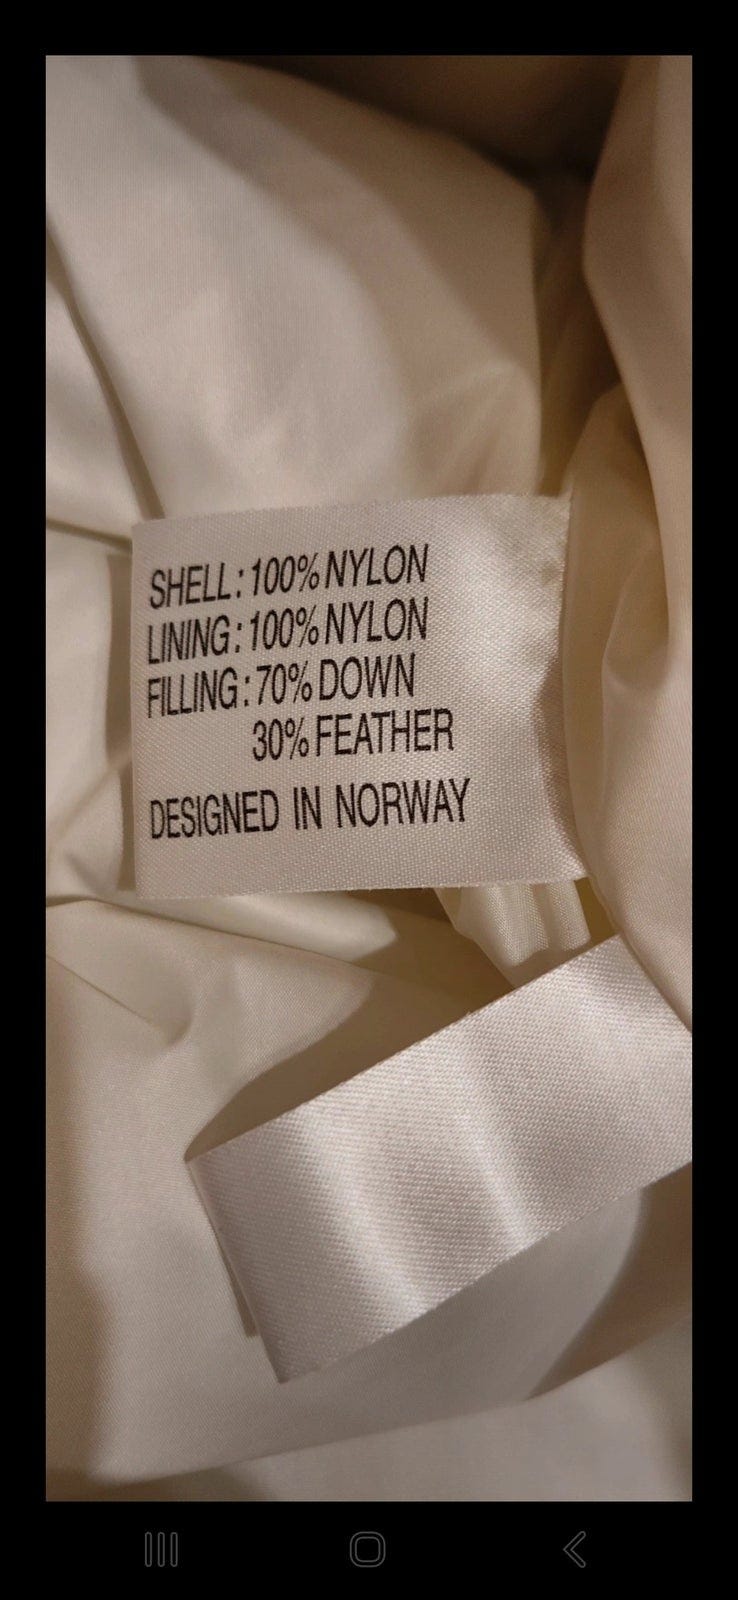 SHELL: 100% NYLON
LINING: 100% NYLON
FILLING: 70% DOWN
30% FEATHER
DESIGNED IN NORWAY